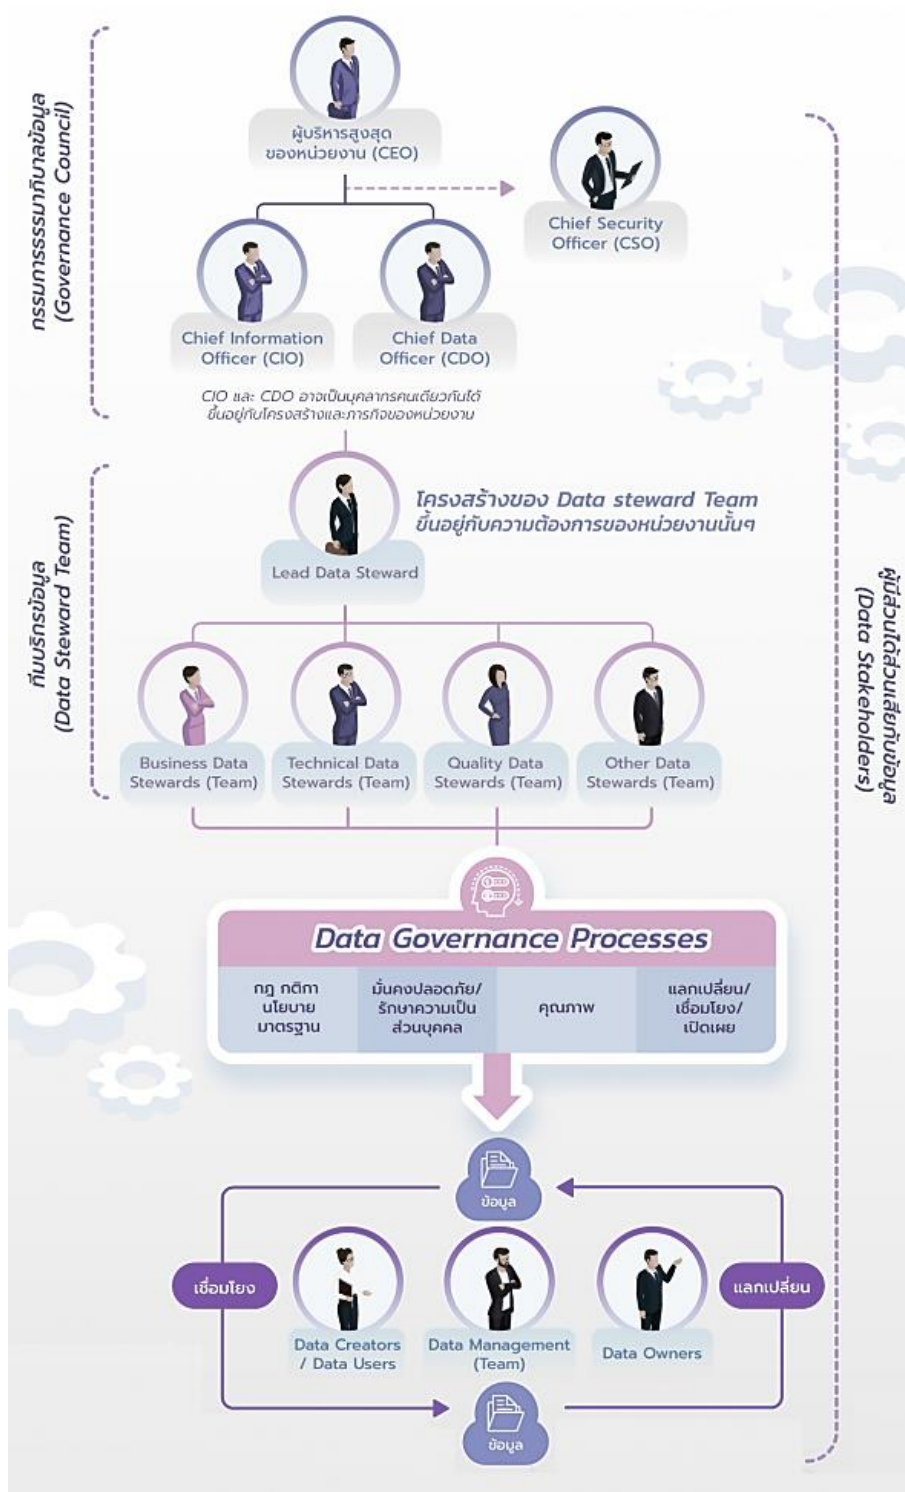 กรรมการธรรมาภิบาลข้อมูล
(Governance Council)
ผู้บริหารสูงสุด
ของหน่วยงาน (CEO)
Chief Security
Officer (CSO)
Chief Information
Officer (CIO)
Chief Data
Officer (CDO)
CIO และ CDO อาจเป็นบุคลากรคนเดียวกันได้
ขึ้นอยู่กับโครงสร้างและภารกิจของหน่วยงาน
ทีมบริกรข้อมูล
(Data Steward Team)
โครงสร้างของ Data steward Team
ขึ้นอยู่กับความต้องการของหน่วยงานนั้นๆ
Lead Data Steward
Business Data
Stewards (Team)
Technical Data
Stewards (Team)
Quality Data
Stewards (Team)
Other Data
Stewards (Team)
ผู้มีส่วนได้ส่วนเสียกับข้อมูล
(Data Stakeholders)
Data Governance Processes
กฎ กติกา
นโยบาย
มาตรฐาน
มั่นคงปลอดภัย/
รักษาความเป็น
ส่วนบุคคล
คุณภาพ
แลกเปลี่ยน/
เชื่อมโยง/
เปิดเผย
ข้อมูล
เชื่อมโยง
แลกเปลี่ยน
Data Creators
/ Data Users
Data Management
(Team)
Data Owners
ข้อมูล